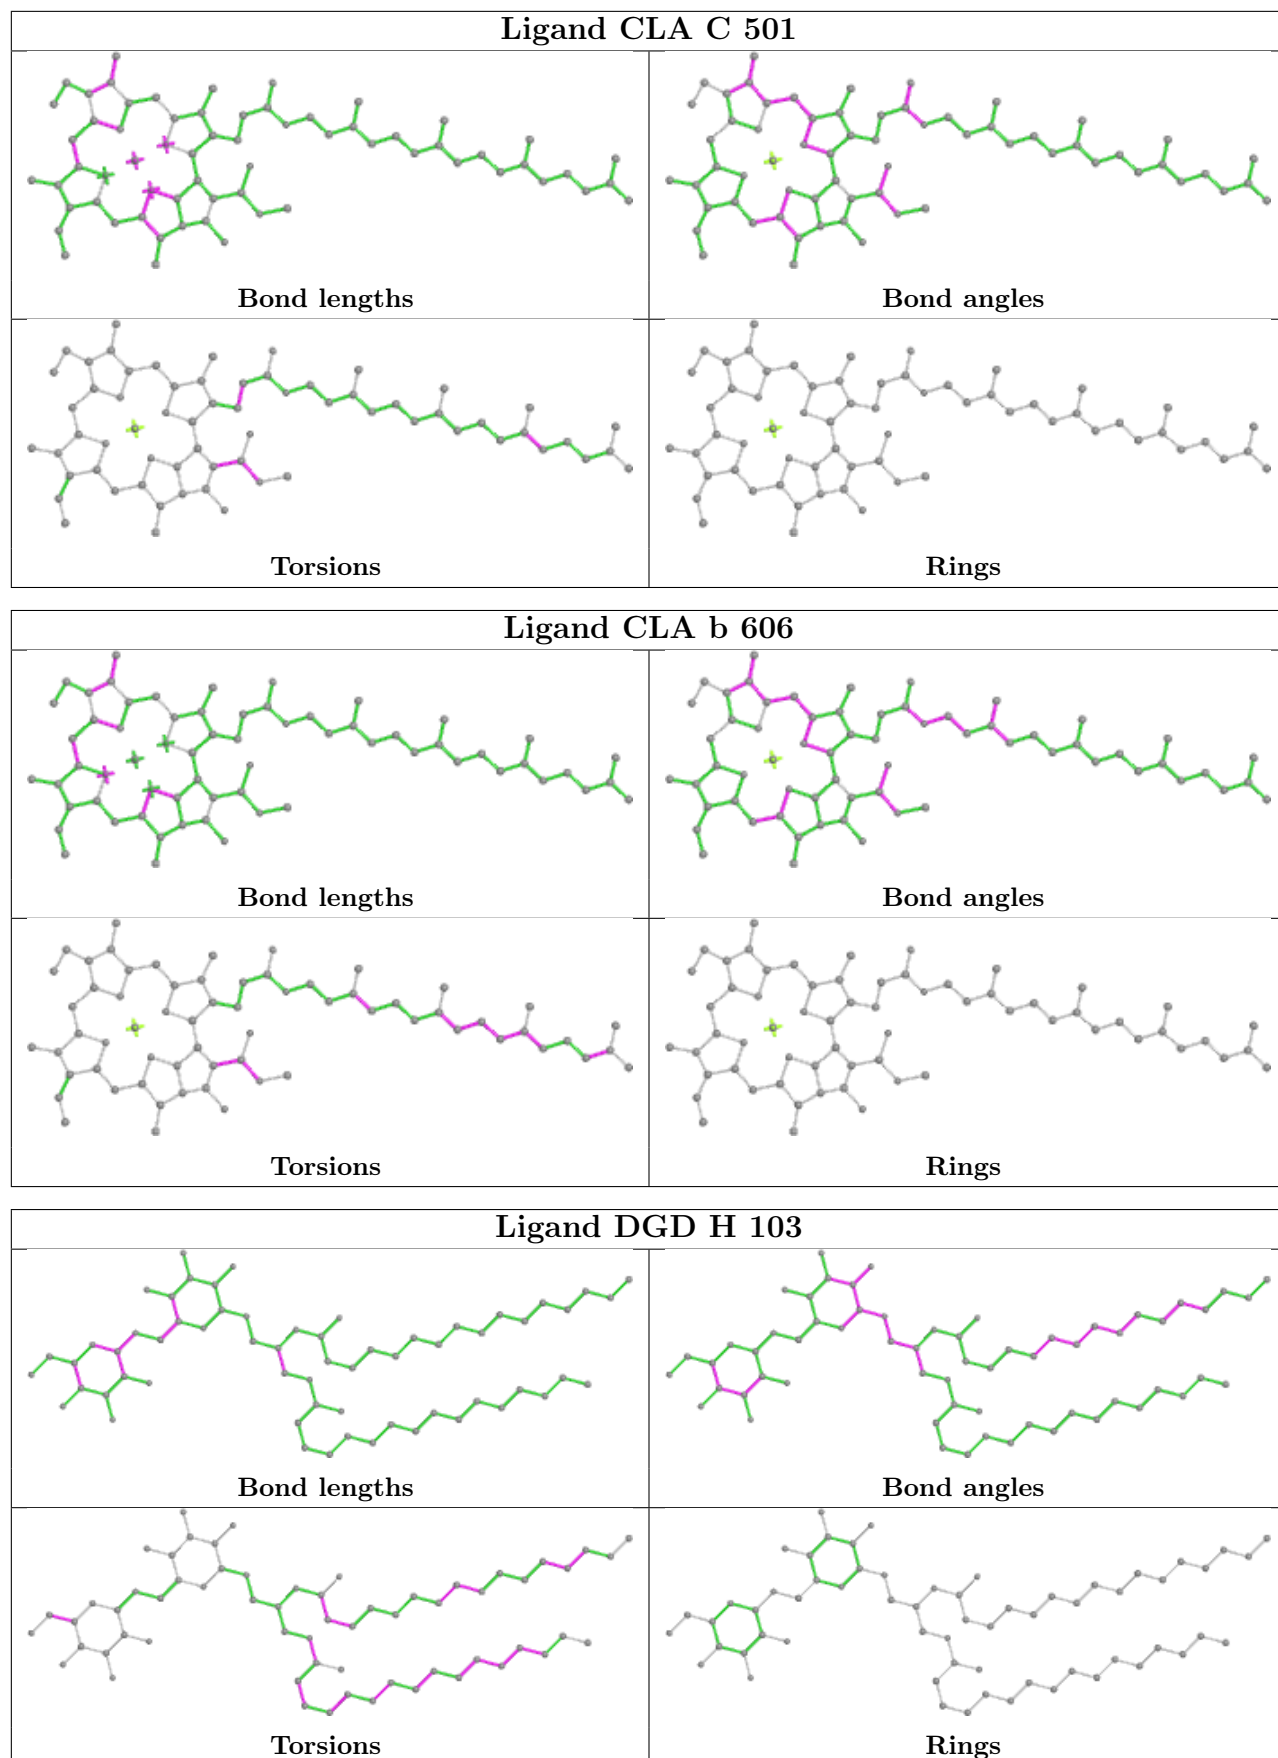 Ligand CLA C 501
Bond lengths
Bond angles
Torsions
Rings
Ligand CLA b 606
Bond lengths
Bond angles
Torsions
Rings
Ligand DGD H 103
Bond lengths
Bond angles
Torsions
Rings